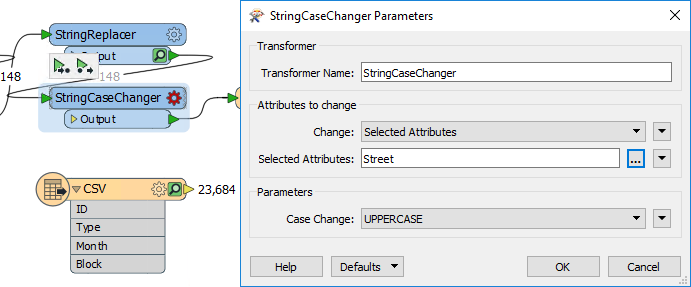 StringReplacer
Output
148
148
StringCaseChanger
Output
CSV
23,684
ID
Type
Month
Block
StringCaseChanger Parameters
Transformer
Transformer Name: StringCaseChanger
Attributes to change
Change: Selected Attributes
Selected Attributes: Street ...
Parameters
Case Change: UPPERCASE
Help Defaults OK Cancel